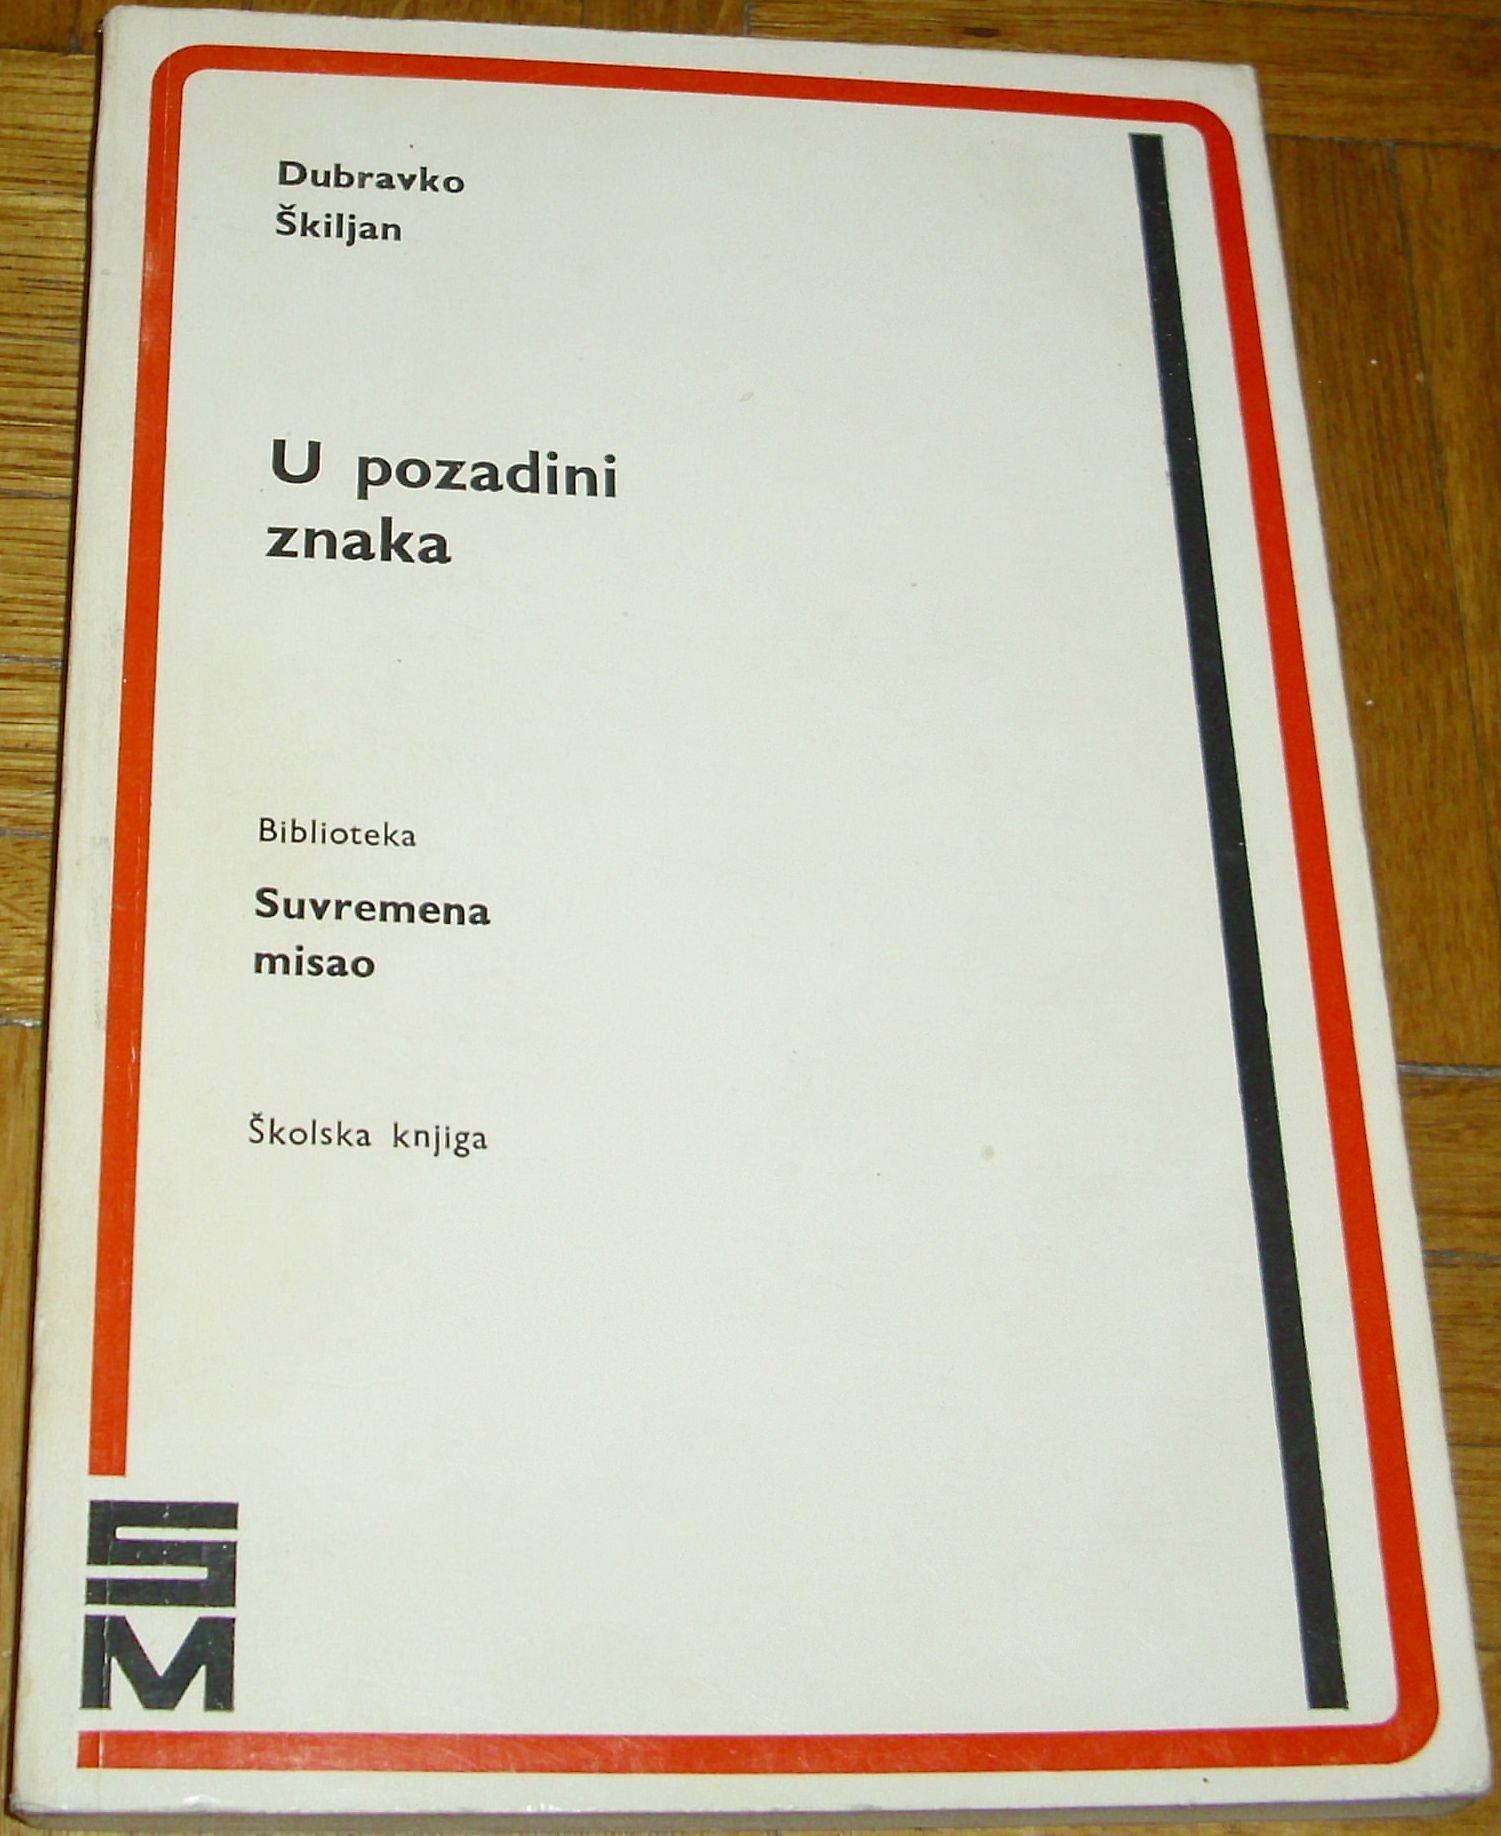 Dubravko
Škiljan
U pozadini
znaka
Biblioteka
Suvremena
misao
Školska knjiga
SM